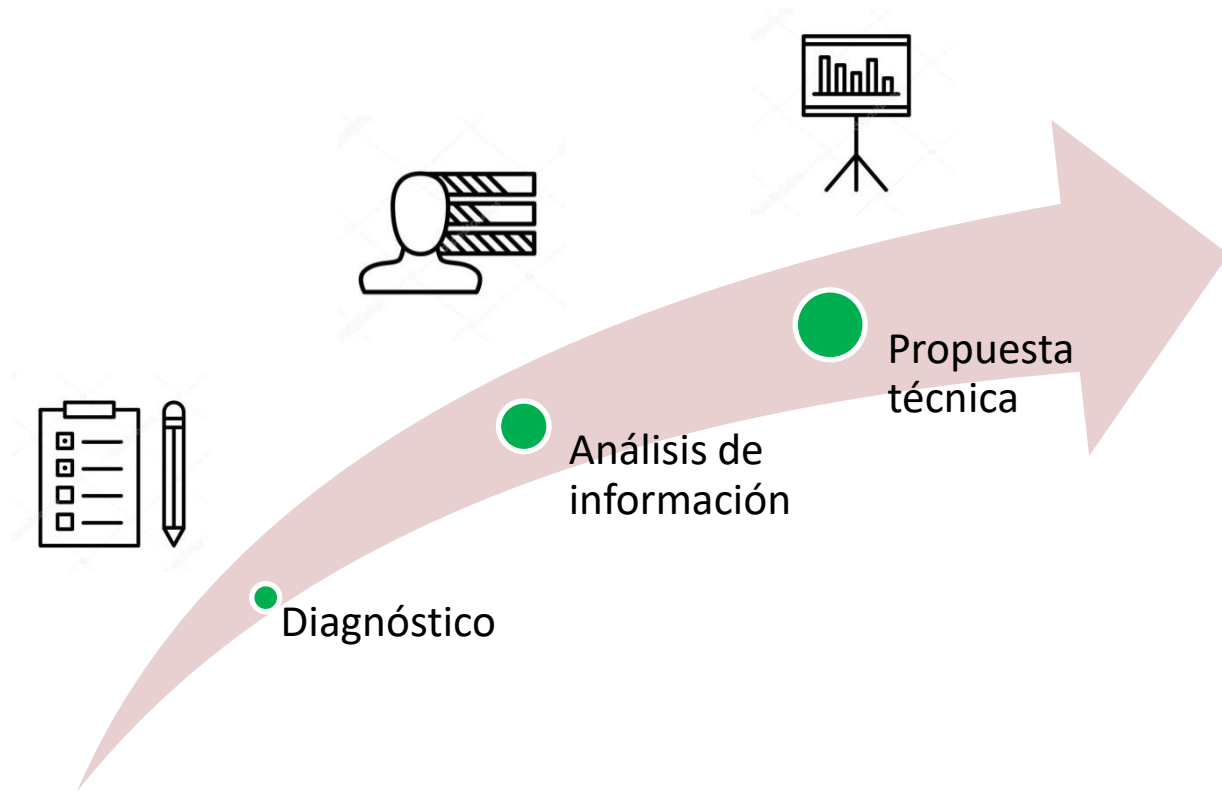 Propuesta
técnica
Análisis de
información
Diagnóstico